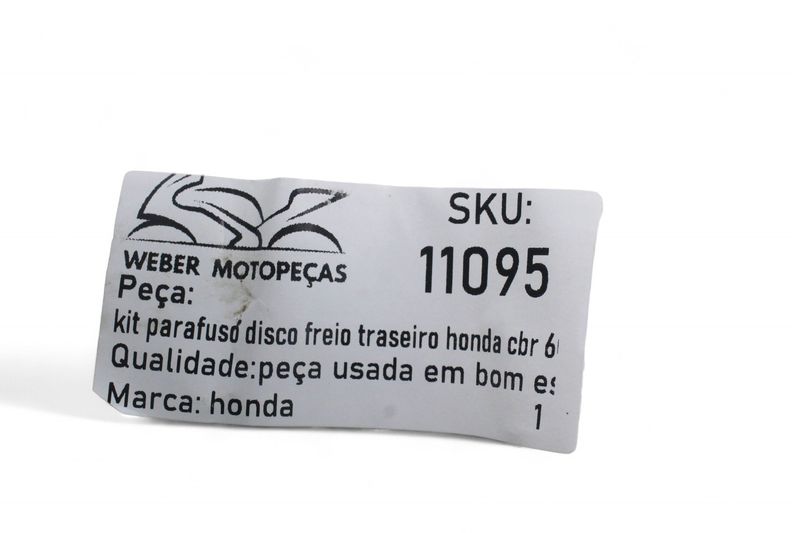 SKU:
WEBER MOTOPEÇAS
11095
Peça:
kit parafuso disco freio traseiro honda cbr
Qualidade:peça usada em bom
Marca: honda
1